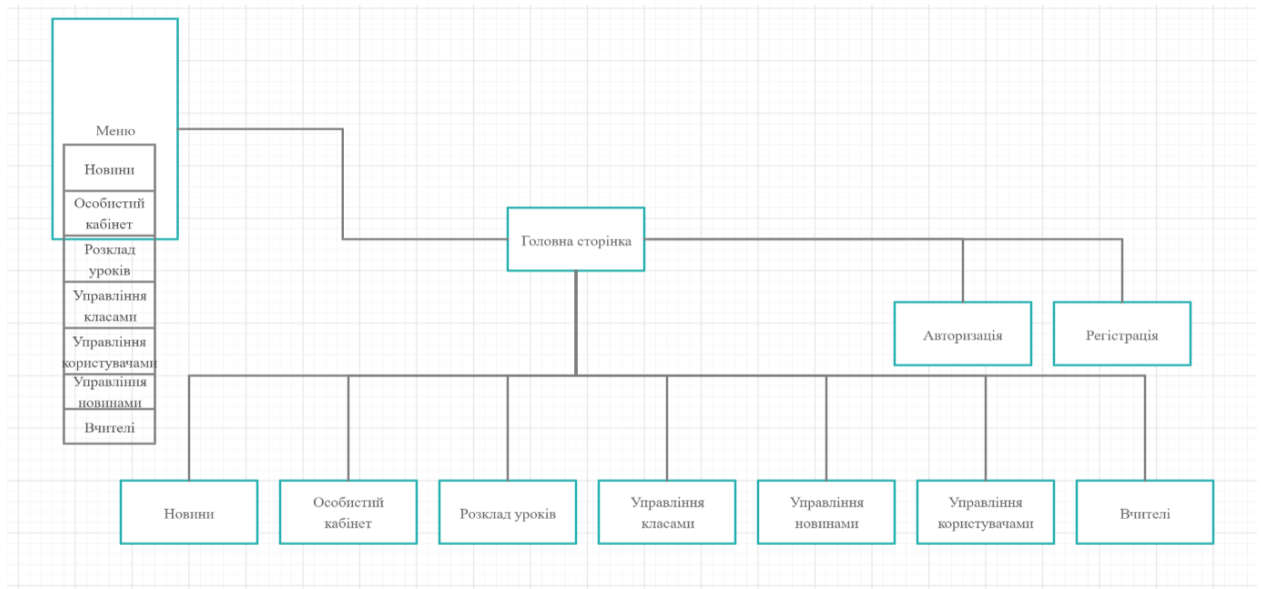 Меню
Новини
Особистий
кабінет
Розклад
уроків
Управління
класами
Управління
користувачами
Управління
новинами
Вчителі
Головна сторінка
Авторизація
Регістрація
Новини
Особистий
кабінет
Розклад уроків
Управління
класами
Управління
новинами
Управління
користувачами
Вчителі